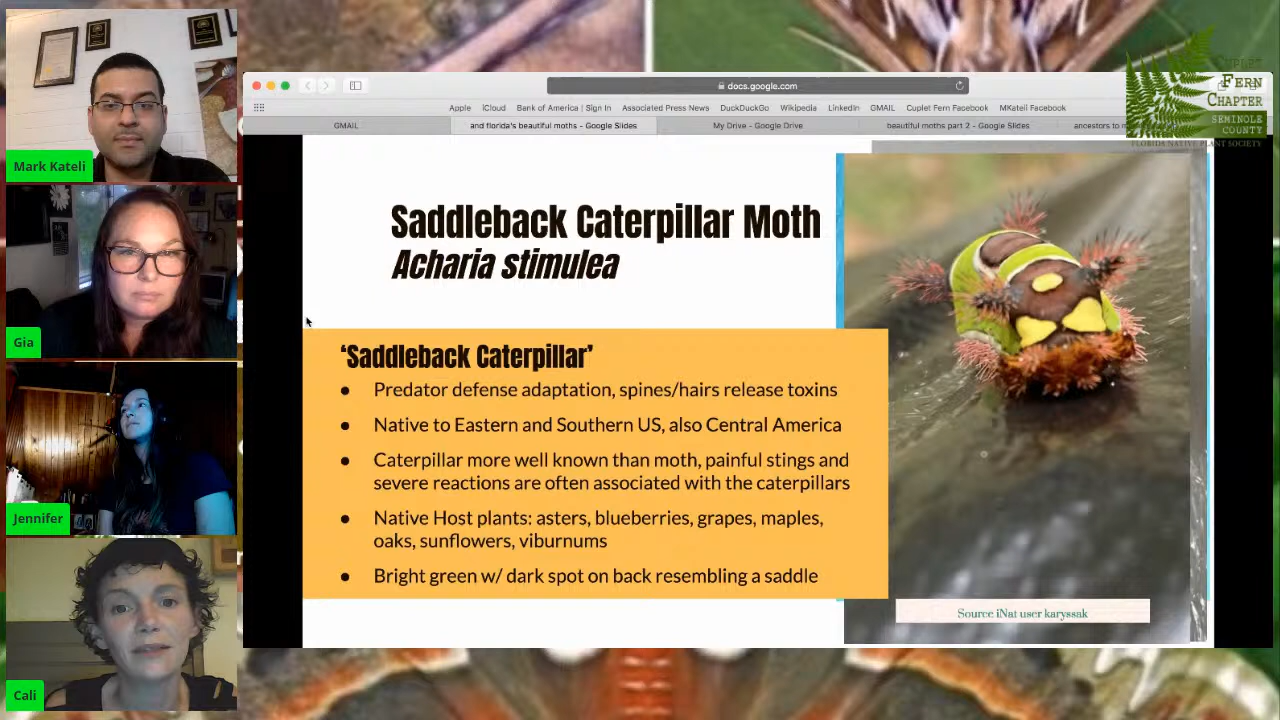 Mark Kateli
Gia
Jennifer
Cali
docs.google.com
Apple iCloud Bank of America | Sign In Associated Press News DuckDuckGo Wikipedia LinkedIn GMAIL Cuplet Fern Facebook MKateli Facebook
GMAIL and florida's beautiful moths - Google Slides My Drive - Google Drive beautiful moths part 2 - Google Slides ancestors to
CUPLET
FERN
CHAPTER
SEMINOLE
COUNTY
FLORIDA NATIVE PLANT SOCIETY
Saddleback Caterpillar Moth
Acharia stimulea
‘Saddleback Caterpillar’
● Predator defense adaptation, spines/hairs release toxins
● Native to Eastern and Southern US, also Central America
● Caterpillar more well known than moth, painful stings and
severe reactions are often associated with the caterpillars
● Native Host plants: asters, blueberries, grapes, maples,
oaks, sunflowers, viburnums
● Bright green w/ dark spot on back resembling a saddle
Source iNat user karyssak